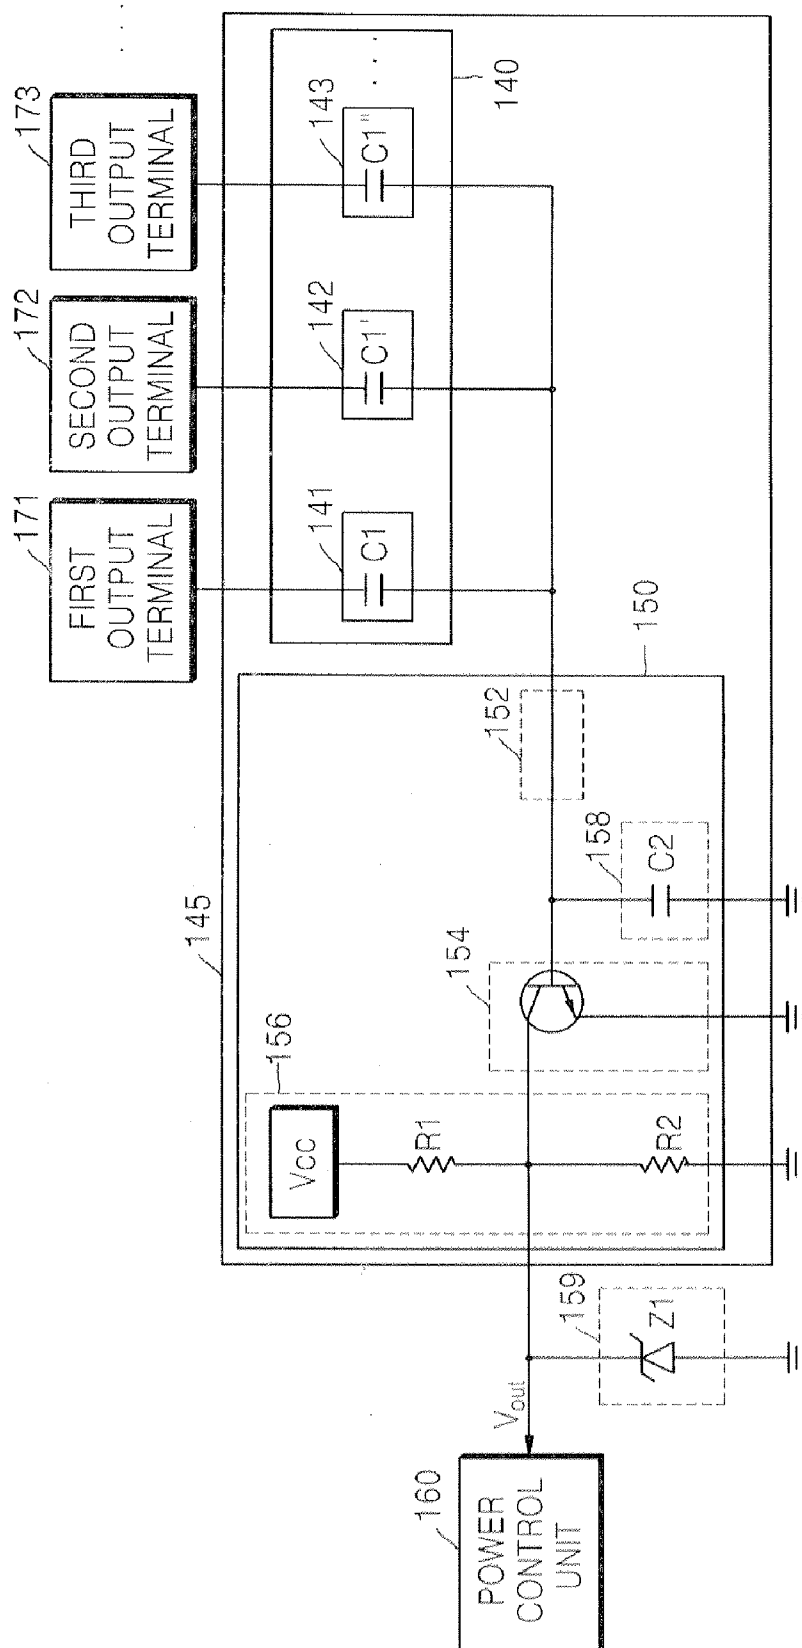 171
FIRST
OUTPUT
TERMINAL
172
SECOND
OUTPUT
TERMINAL
173
THIRD
OUTPUT
TERMINAL
. . .
145
141
C1
142
C1'
143
C1"
. . .
140
156
Vcc
R1
R2
154
158
C2
152
150
160
POWER
CONTROL
UNIT
Vout
159
Z1